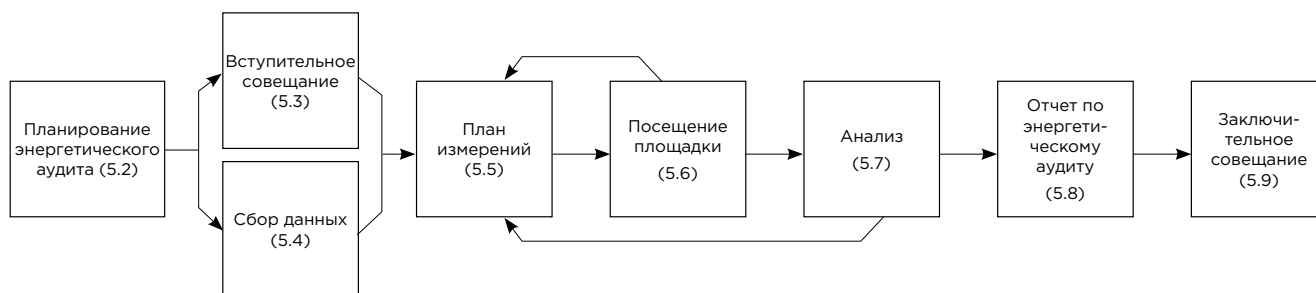 Планирование
энергетического
аудита (5.2)
Вступительное
совещание
(5.3)
Сбор данных
(5.4)
План
измерений
(5.5)
Посещение
площадки
(5.6)
Анализ
(5.7)
Отчет по
энергети-
ческому
аудиту
(5.8)
Заключи-
тельное
совещание
(5.9)